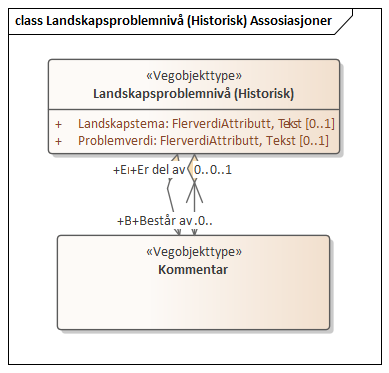 class Landskapsproblemnivå (Historisk) Assosiasjoner
«Vegobjekttype»
Landskapsproblemnivå (Historisk)
+ Landskapstema: FlerverdiAttributt, Tekst [0..1]
+ Problemverdi: FlerverdiAttributt, Tekst [0..1]
+Er del av 0..1
+Består av 0..
«Vegobjekttype»
Kommentar